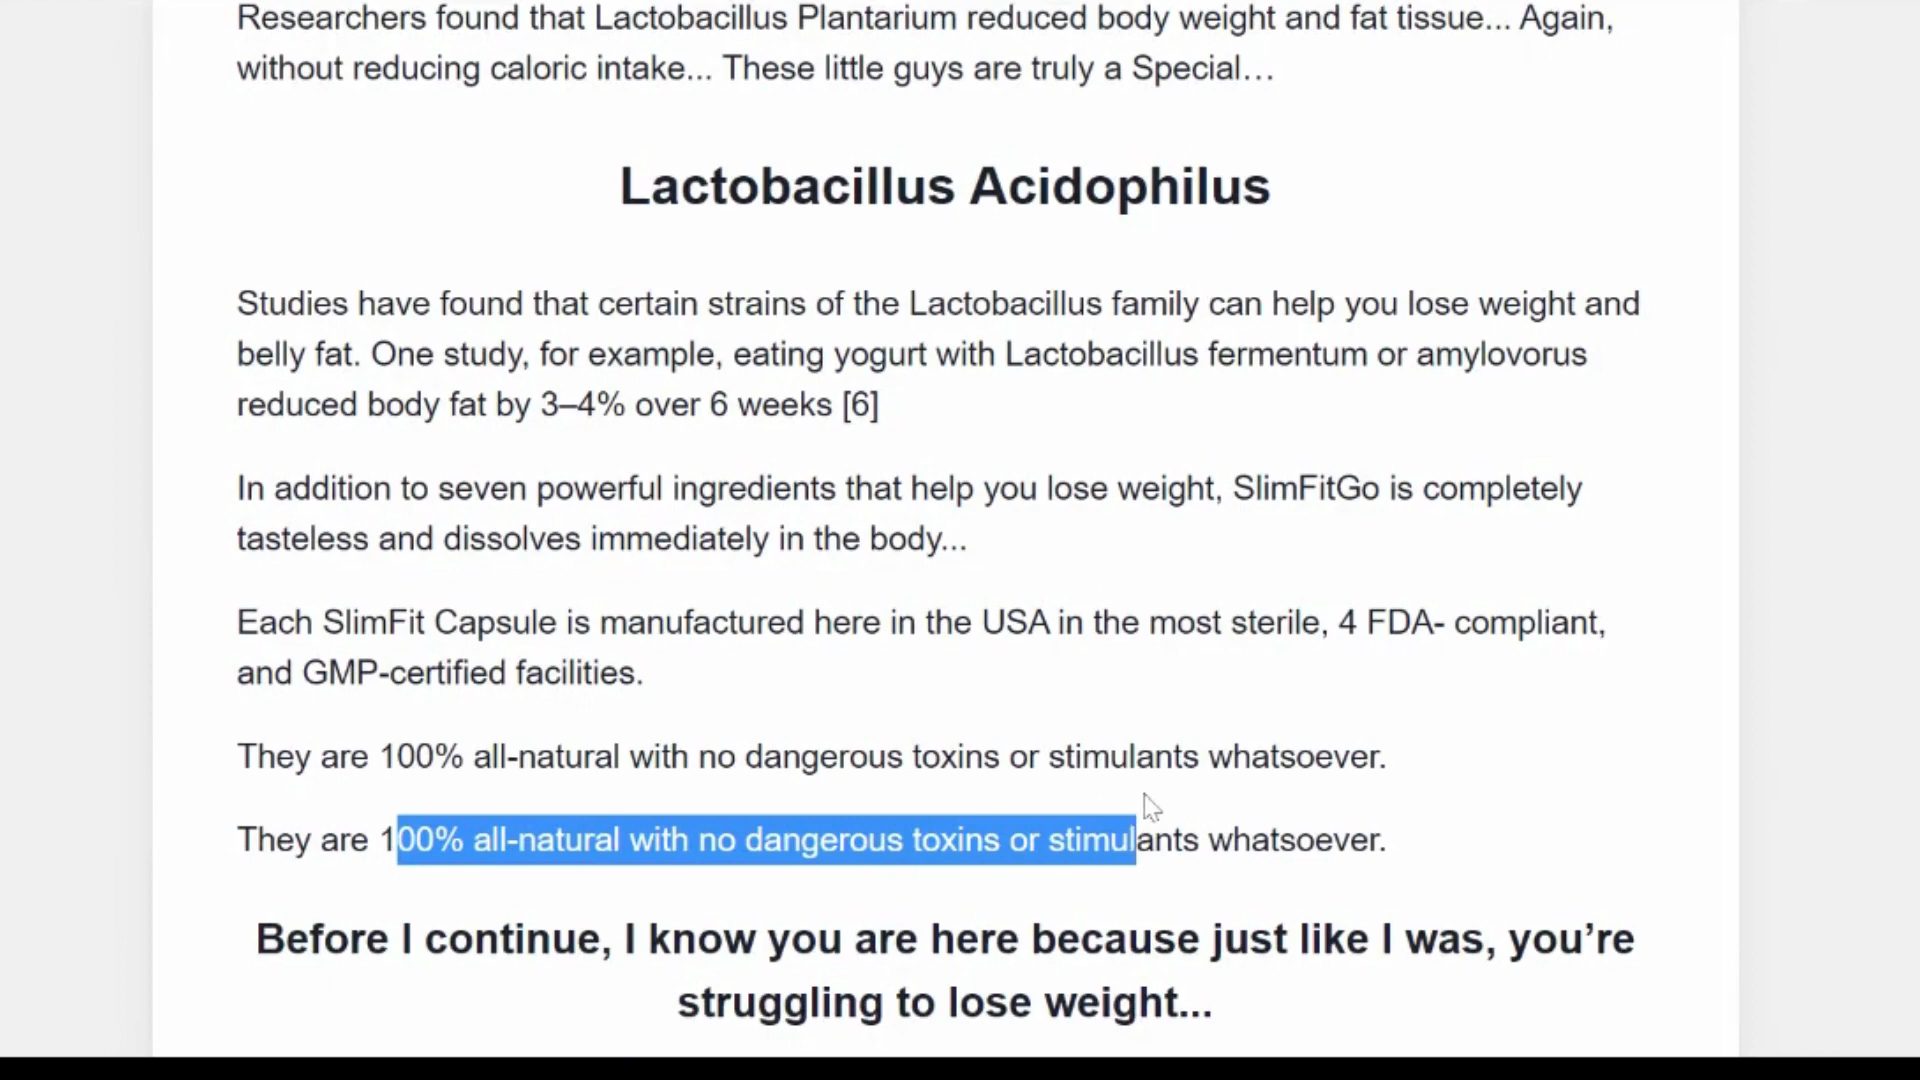 Researchers found that Lactobacillus Plantarium reduced body weight and fat tissue... Again,
without reducing caloric intake... These little guys are truly a Special…
Lactobacillus Acidophilus
Studies have found that certain strains of the Lactobacillus family can help you lose weight and
belly fat. One study, for example, eating yogurt with Lactobacillus fermentum or amylovorus
reduced body fat by 3–4% over 6 weeks [6]
In addition to seven powerful ingredients that help you lose weight, SlimFitGo is completely
tasteless and dissolves immediately in the body...
Each SlimFit Capsule is manufactured here in the USA in the most sterile, 4 FDA- compliant,
and GMP-certified facilities.
They are 100% all-natural with no dangerous toxins or stimulants whatsoever.
They are 100% all-natural with no dangerous toxins or stimulants whatsoever.
Before I continue, I know you are here because just like I was, you’re
struggling to lose weight...